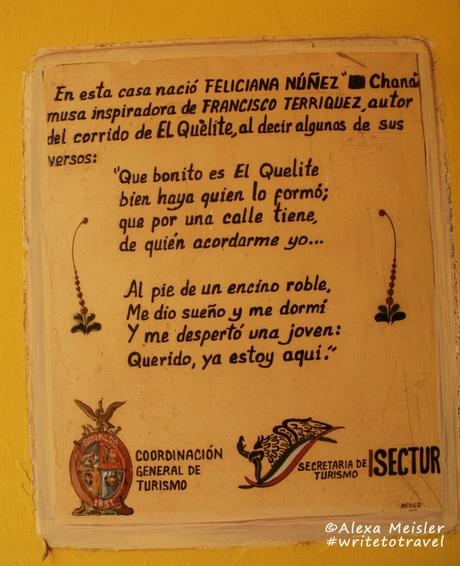 En esta casa nació FELICIANA NÚÑEZ " Chana
musa inspiradora de FRANCISCO TERRIQUEZ, autor
del corrido de EL QUELITE, al decir algunos de sus
versos:
"Que bonito es El Quelite
bien haya quien lo formó;
que por una calle tiene,
de quién acordarme yo...
Al pie de un encino roble,
Me dio sueño y me dormí
Y me despertó una joven:
Querido, ya estoy aquí."
SINALOA
1831
COORDINACIÓN
GENERAL DE
TURISMO
SECRETARIA DE
TURISMO
SECTUR
MEXICO
©Alexa Meisler
#writetotravel